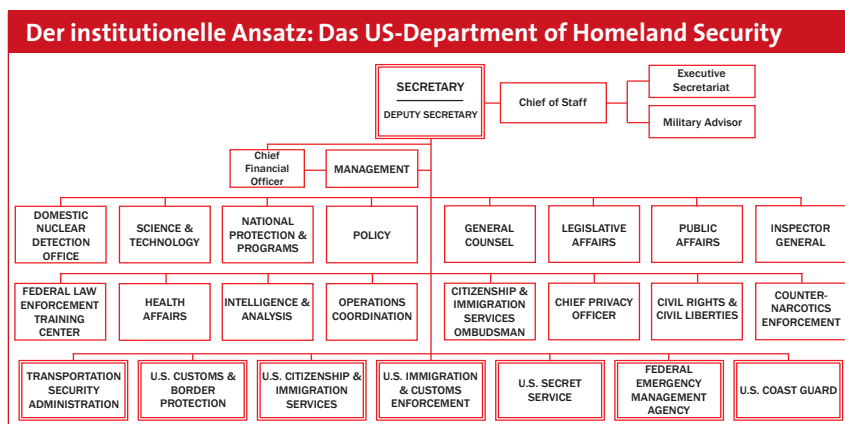 Der institutionelle Ansatz: Das US-Department of Homeland Security
SECRETARY
DEPUTY SECRETARY
Chief of Staff
Executive
Secretariat
Military Advisor
Chief
Financial
Officer
MANAGEMENT
DOMESTIC
NUCLEAR
DETECTION
OFFICE
SCIENCE &
TECHNOLOGY
NATIONAL
PROTECTION &
PROGRAMS
POLICY
GENERAL
COUNSEL
LEGISLATIVE
AFFAIRS
PUBLIC
AFFAIRS
INSPECTOR
GENERAL
FEDERAL LAW
ENFORCEMENT
TRAINING
CENTER
HEALTH
AFFAIRS
INTELLIGENCE &
ANALYSIS
OPERATIONS
COORDINATION
CITIZENSHIP &
IMMIGRATION
SERVICES
OMBUDSMAN
CHIEF PRIVACY
OFFICER
CIVIL RIGHTS &
CIVIL LIBERTIES
COUNTER-
NARCOTICS
ENFORCEMENT
TRANSPORTATION
SECURITY
ADMINISTRATION
U.S. CUSTOMS &
BORDER
PROTECTION
U.S. CITIZENSHIP &
IMMIGRATION
SERVICES
U.S. IMMIGRATION
& CUSTOMS
ENFORCEMENT
U.S. SECRET
SERVICE
FEDERAL
EMERGENCY
MANAGEMENT
AGENCY
U.S. COAST GUARD